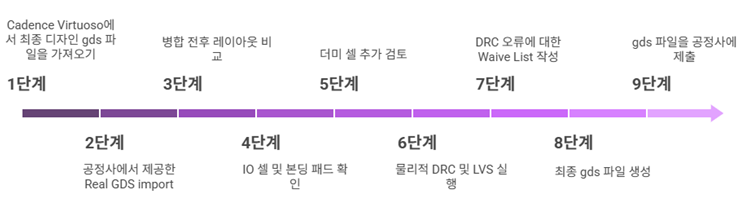 Cadence Virtuoso에
서 최종 디자인 gds 파
일을 가져오기
1단계
2단계
공정사에서 제공한
Real GDS import
병합 전후 레이아웃 비
교
3단계
4단계
IO 셀 및 본딩 패드 확
인
더미 셀 추가 검토
5단계
6단계
물리적 DRC 및 LVS 실
행
DRC 오류에 대한
Waive List 작성
7단계
8단계
최종 gds 파일 생성
gds 파일을 공정사에
제출
9단계